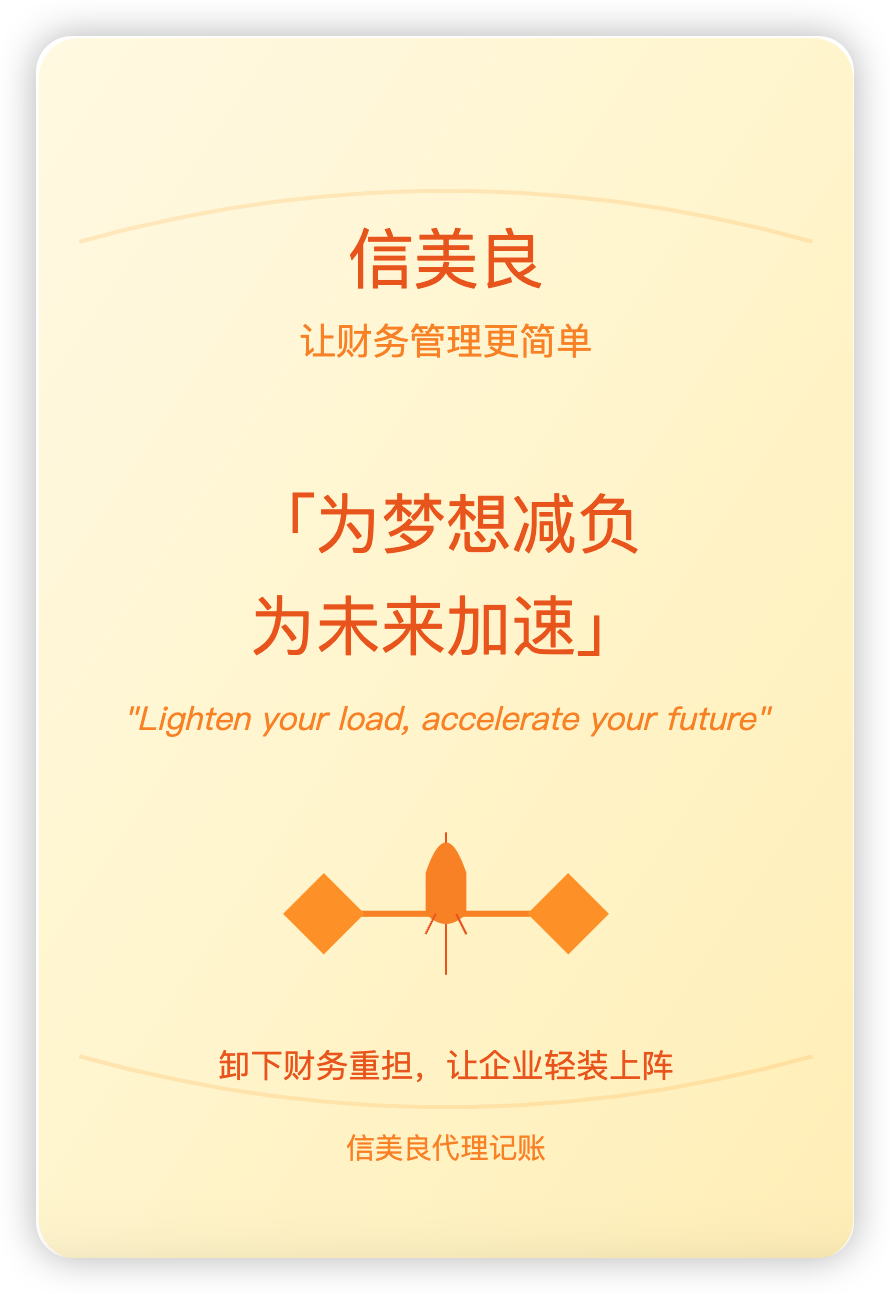 信美良
让财务管理更简单
「为梦想减负
为未来加速」
"Lighten your load, accelerate your future"
卸下财务重担，让企业轻装上阵
信美良代理记账